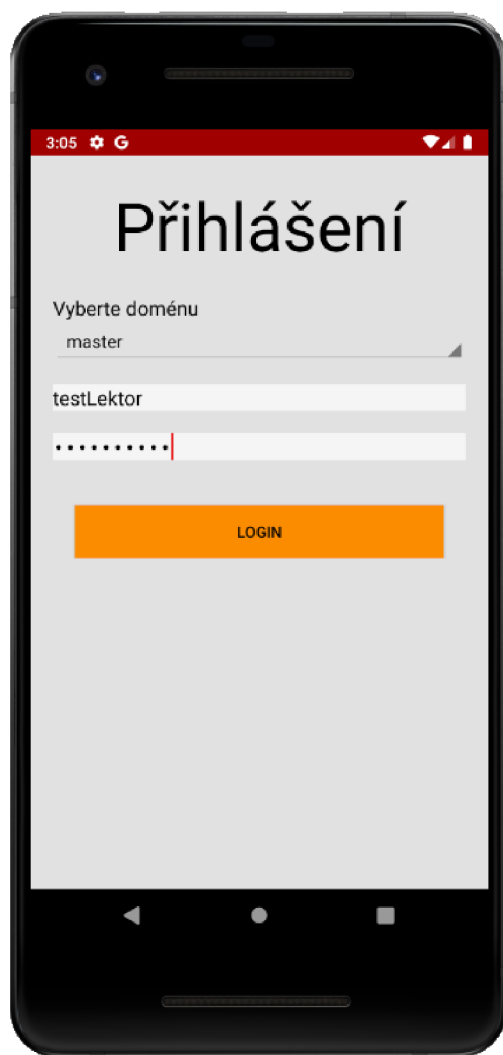 3:05 G
Přihlášení
Vyberte doménu
master
testLektor
••••••••••
LOGIN